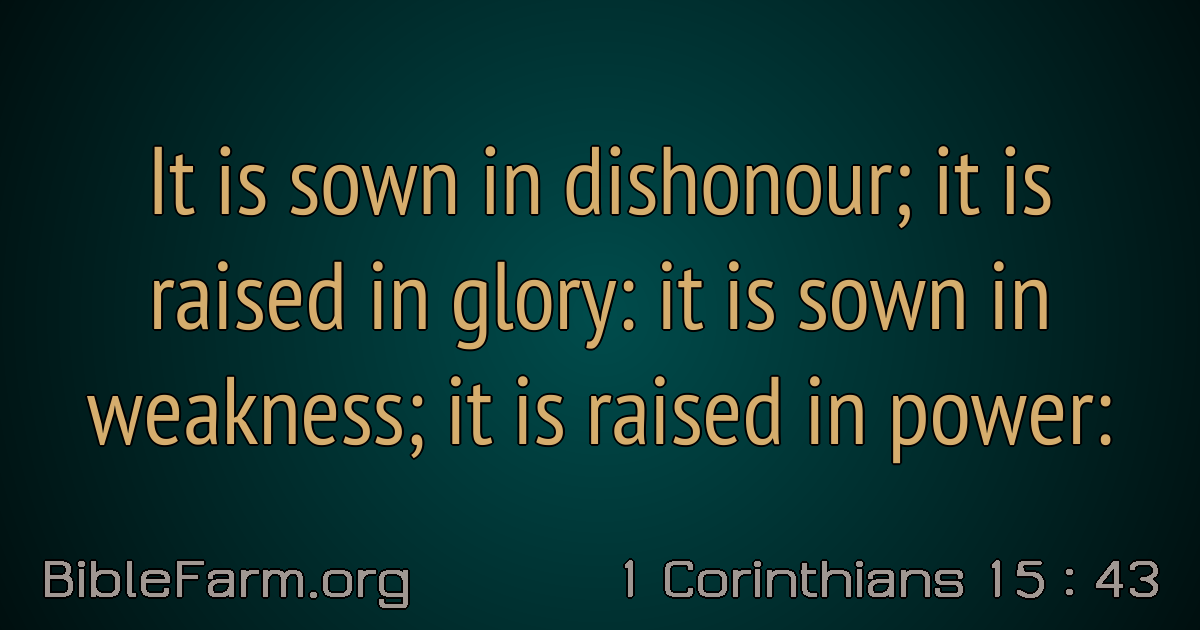 It is sown in dishonour; it is
raised in glory: it is sown in
weakness; it is raised in power:
BibleFarm.org
1 Corinthians 15 : 43